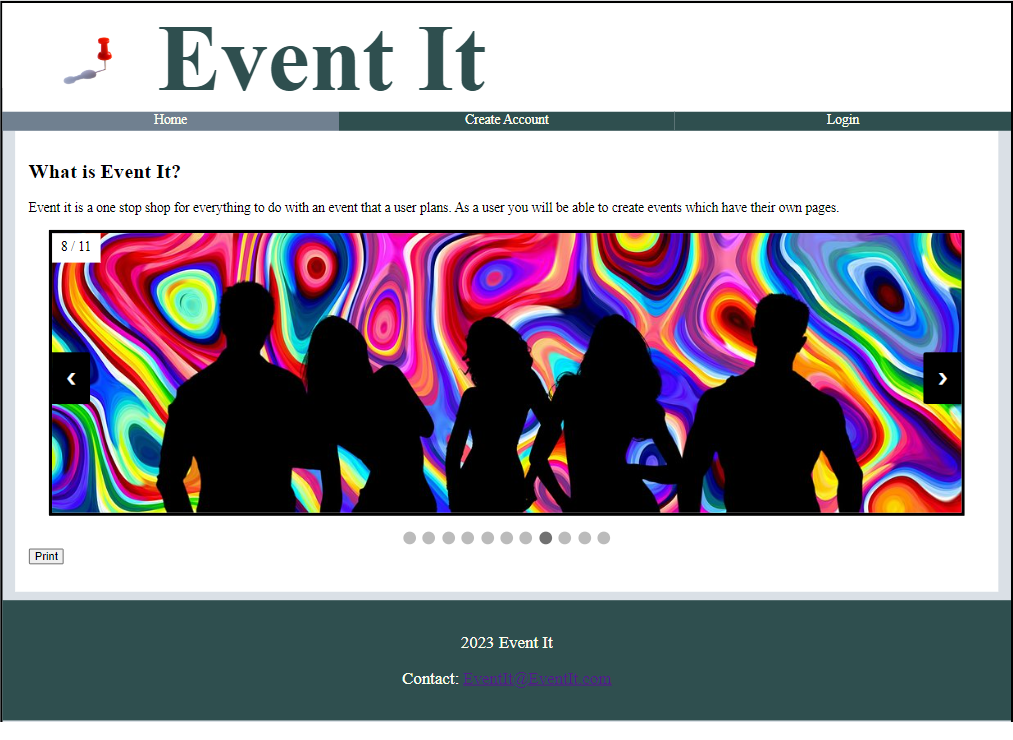 Event It
Home Create Account Login
What is Event It?
Event it is a one stop shop for everything to do with an event that a user plans. As a user you will be able to create events which have their own pages.
8 / 11
❮ ❯
Print
2023 Event It
Contact: EventIt@EventIt.com